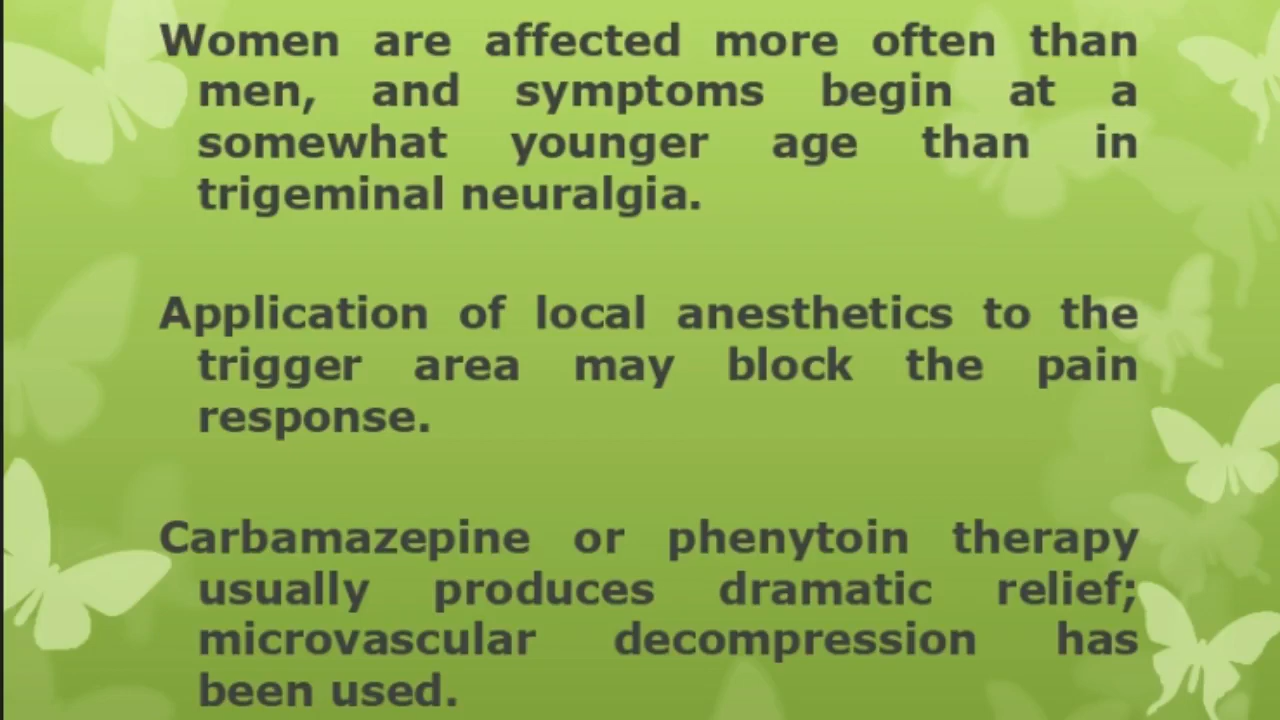 Women are affected more often than
men, and symptoms begin at a
somewhat younger age than in
trigeminal neuralgia.
Application of local anesthetics to the
trigger area may block the pain
response.
Carbamazepine or phenytoin therapy
usually produces dramatic relief;
microvascular decompression has
been used.